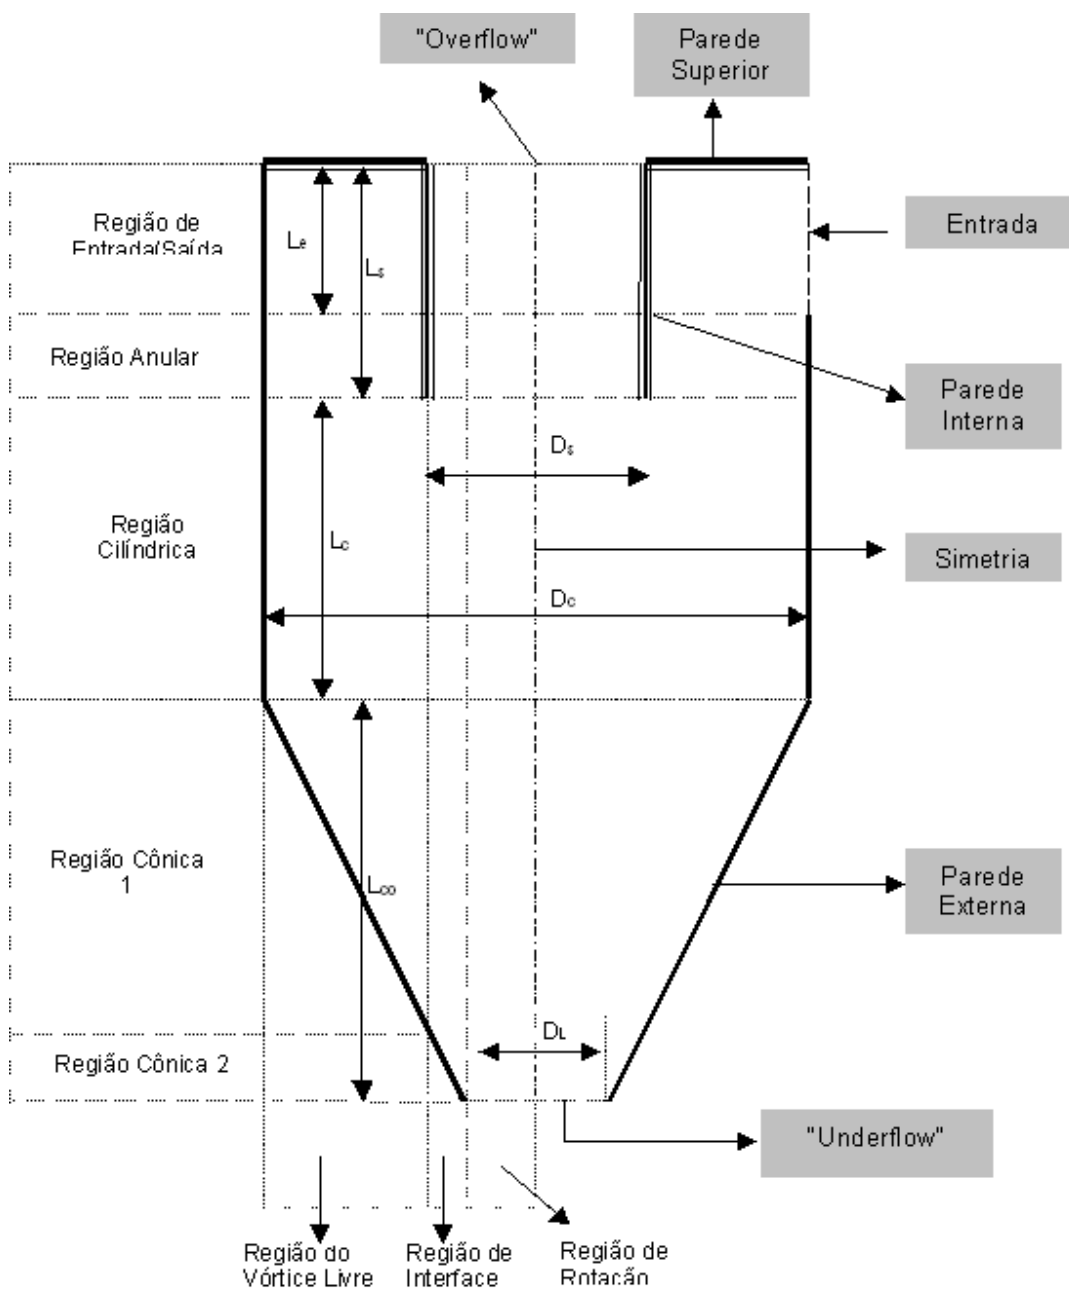 "Overflow"
Parede
Superior
Região de
Entrada/Saída
Le
Ls
Entrada
Região Anular
Parede
Interna
Ds
Região
Cilíndrica
Lc
Simetria
Dc
Região Cônica
1
Lco
Parede
Externa
DL
Região Cônica 2
"Underflow"
Região do
Vórtice Livre
Região de
Interface
Região de
Rotação